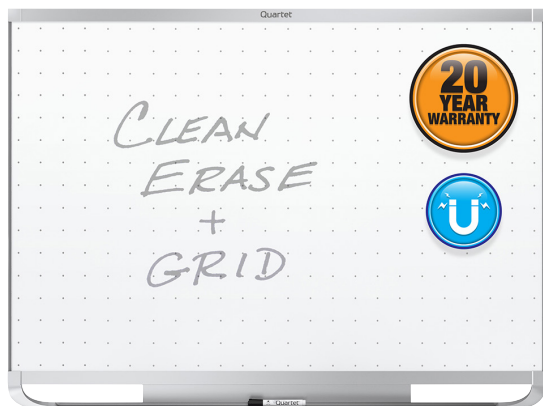 Quartet
CLEAN
ERASE
+
GRID
20
YEAR
WARRANTY
Quartet